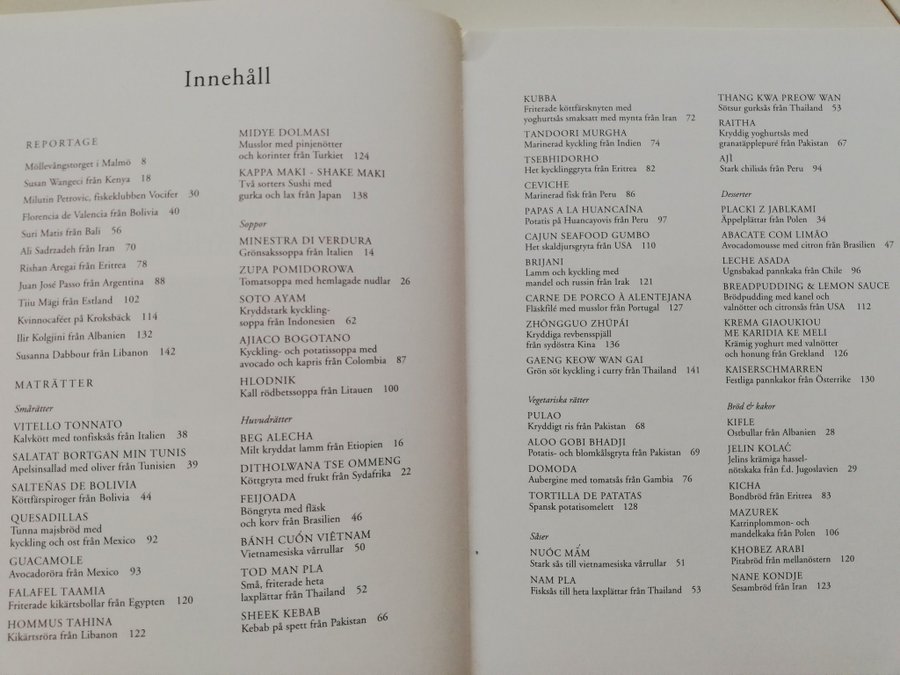 Innehåll
REPORTAGE
Möllevångstorget i Malmö 8
Susan Wangeci från Kenya 18
Milutin Petrovic, fiskeklubben Vocifer 30
Florencia de Valencia från Bolivia 40
Suri Matis från Bali 56
Ali Sadrzadeh från Iran 70
Rishan Aregai från Eritrea 78
Juan José Passo från Argentina 88
Tiiu Mägi från Estland 102
Kvinnocaféet på Kroksbäck 114
Ilir Kolgjini från Albanien 132
Susanna Dabbour från Libanon 142
MATRÄTTER
Smårätter
VITELLO TONNATO
Kalvkött med tonfisksås från Italien 38
SALATAT BORTGAN MIN TUNIS
Apelsinsallad med oliver från Tunisien 39
SALTEÑAS DE BOLIVIA
Köttfärspiroger från Bolivia 44
QUESADILLAS
Tunna majsbröd med
kyckling och ost från Mexico 92
GUACAMOLE
Avocadoröra från Mexico 93
FALAFEL TAAMIA
Friterade kikärtsbollar från Egypten 120
HOMMUS TAHINA
Kikärtsröra från Libanon 122
MIDYE DOLMASI
Musslor med pinjenötter
och korinter från Turkiet 124
KAPPA MAKI - SHAKE MAKI
Två sorters Sushi med
gurka och lax från Japan 138
Soppor
MINESTRA DI VERDURA
Grönsakssoppa från Italien 14
ZUPA POMIDOROWA
Tomatsoppa med hemlagade nudlar 26
SOTO AYAM
Kryddstark kyckling-
soppa från Indonesien 62
AJIACO BOGOTANO
Kyckling- och potatissoppa med
avocado och kapris från Colombia 87
HLODNIK
Kall rödbetssoppa från Litauen 100
Huvudrätter
BEG ALECHA
Milt kryddat lamm från Etiopien 16
DITHOLWANA TSE OMMENG
Köttgryta med frukt från Sydafrika 22
FEIJOADA
Böngryta med fläsk
och korv från Brasilien 46
BÁNH CUÓN VIÊTNAM
Vietnamesiska vårrullar 50
TOD MAN PLA
Små, friterade heta
laxplättar från Thailand 52
SHEEK KEBAB
Kebab på spett från Pakistan 66
KUBBA
Friterade köttfärsknyten med
yoghurtsås smaksatt med mynta från Iran 72
TANDOORI MURGHA
Marinerad kyckling från Indien 74
TSEBHIDORHO
Het kycklinggryta från Eritrea 82
CEVICHE
Marinerad fisk från Peru 86
PAPAS A LA HUANCAÍNA
Potatis på Huancayovis från Peru 97
CAJUN SEAFOOD GUMBO
Het skaldjursgryta från USA 110
BRIJANI
Lamm och kyckling med
mandel och russin från Irak 121
CARNE DE PORCO À ALENTEJANA
Fläskfilé med musslor från Portugal 127
ZHÖNGGUO ZHÚPÁI
Kryddiga revbensspjäll
från sydöstra Kina 136
GAENG KEOW WAN GAI
Grön söt kyckling i curry från Thailand 141
Vegetariska rätter
PULAO
Kryddigt ris från Pakistan 68
ALOO GOBI BHADJI
Potatis- och blomkålsgryta från Pakistan 69
DOMODA
Aubergine med tomatsås från Gambia 76
TORTILLA DE PATATAS
Spansk potatisomelett 128
Såser
NUÓC MẤM
Stark sås till vietnamesiska vårrullar 51
NAM PLA
Fisksås till heta laxplättar från Thailand 53
THANG KWA PREOW WAN
Sötsur gurksås från Thailand 53
RAITHA
Kryddig yoghurtsås med
granatäpplepuré från Pakistan 67
AJÌ
Stark chilisås från Peru 94
Desserter
PLACKI Z JABLKAMI
Äppelplättar från Polen 34
ABACATE COM LIMÃO
Avocadomousse med citron från Brasilien 47
LECHE ASADA
Ugnsbakad pannkaka från Chile 96
BREADPUDDING & LEMON SAUCE
Brödpudding med kanel och
valnötter och citronsås från USA 112
KREMA GIAOUKIOU
ME KARIDIA KE MELI
Krämig yoghurt med valnötter
och honung från Grekland 126
KAISERSCHMARREN
Festliga pannkakor från Österrike 130
Bröd & kakor
KIFLE
Ostbullar från Albanien 28
JELIN KOLAĆ
Jelins krämiga hassel-
nötskaka från f.d. Jugoslavien 29
KICHA
Bondbröd från Eritrea 83
MAZUREK
Katrinplommon- och
mandelkaka från Polen 106
KHOBEZ ARABI
Pitabröd från mellanöstern 120
NANE KONDJE
Sesambröd från Iran 123